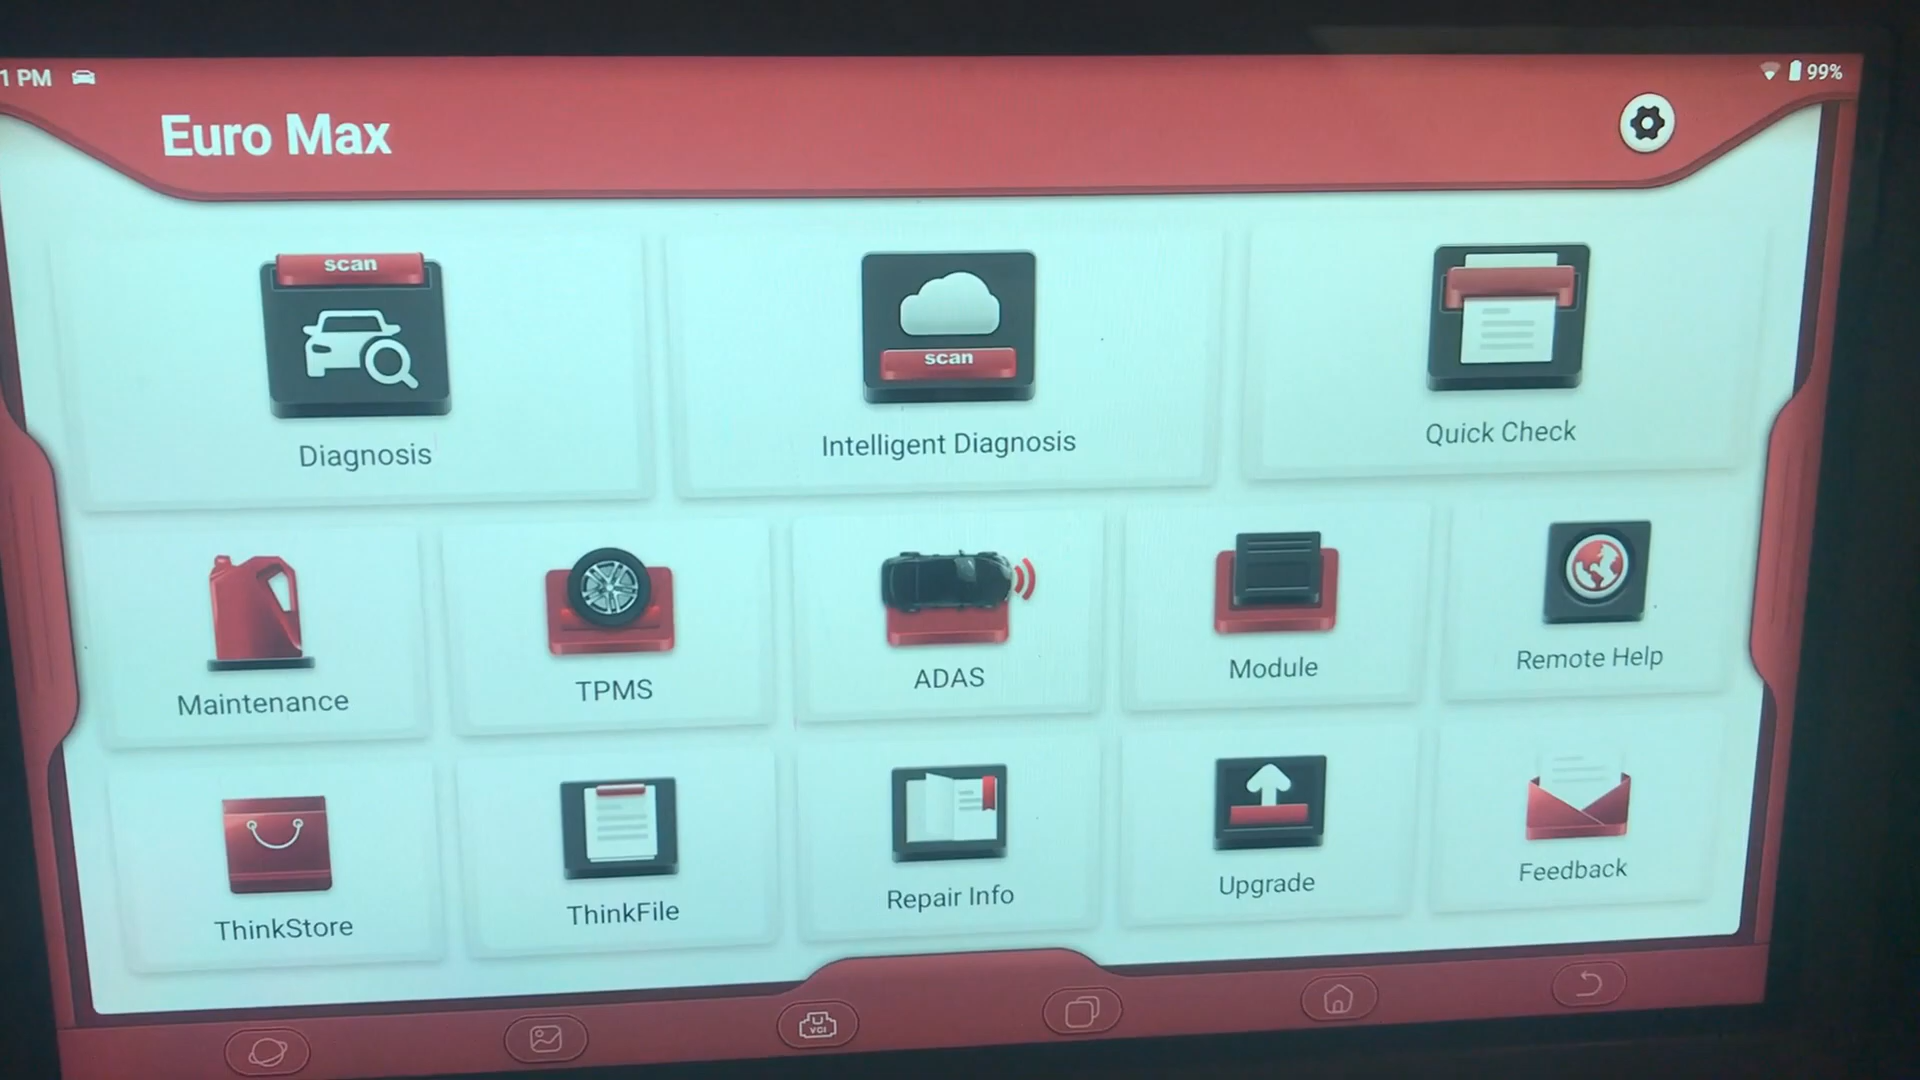 1 PM
99%
Euro Max
scan
scan
Diagnosis
Intelligent Diagnosis
Quick Check
Maintenance
TPMS
ADAS
Module
Remote Help
ThinkStore
ThinkFile
Repair Info
Upgrade
Feedback
VCI